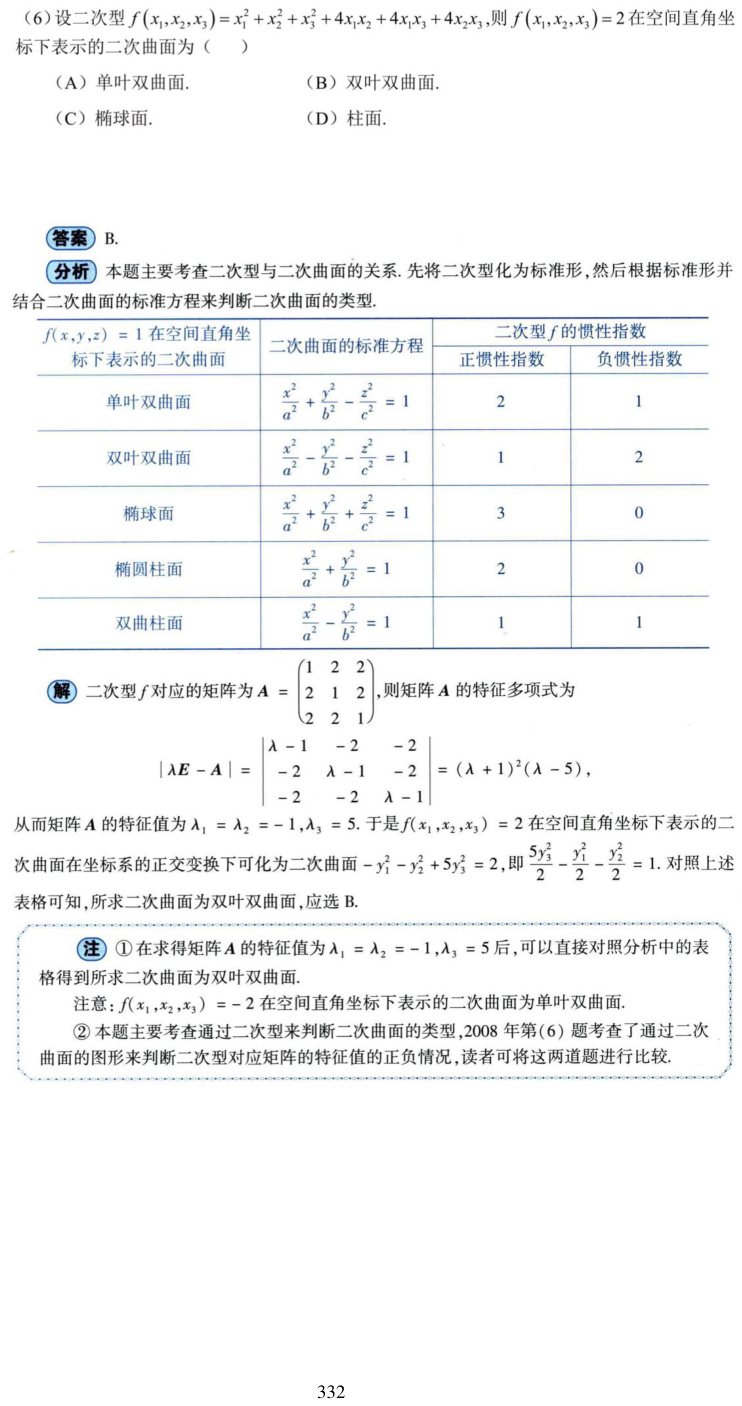 (6)设二次型 f(x₁,x₂,x₃)=x₁²+x₂²+x₃²+4x₁x₂+4x₁x₃+4x₂x₃,则 f(x₁,x₂,x₃)=2在空间直角坐
标下表示的二次曲面为(  )
(A) 单叶双曲面. (B) 双叶双曲面.
(C) 椭球面. (D) 柱面.
答案 B.
分析 本题主要考查二次型与二次曲面的关系. 先将二次型化为标准形,然后根据标准形并
结合二次曲面的标准方程来判断二次曲面的类型.
f(x,y,z) = 1 在空间直角坐标下表示的二次曲面 二次曲面的标准方程 二次型 f 的惯性指数
正惯性指数 负惯性指数
单叶双曲面 x²/a² + y²/b² - z²/c² = 1 2 1
双叶双曲面 x²/a² - y²/b² - z²/c² = 1 1 2
椭球面 x²/a² + y²/b² + z²/c² = 1 3 0
椭圆柱面 x²/a² + y²/b² = 1 2 0
双曲柱面 x²/a² - y²/b² = 1 1 1
解 二次型 f 对应的矩阵为 A = (1 2 2; 2 1 2; 2 2 1),则矩阵 A 的特征多项式为
|λE - A| = |λ-1 -2 -2; -2 λ-1 -2; -2 -2 λ-1| = (λ+1)²(λ-5),
从而矩阵 A 的特征值为 λ₁ = λ₂ = -1,λ₃ = 5. 于是 f(x₁,x₂,x₃) = 2 在空间直角坐标下表示的二
次曲面在坐标系的正交变换下可化为二次曲面 -y₁² - y₂² + 5y₃² = 2,即 5y₃²/2 - y₁²/2 - y₂²/2 = 1. 对照上述
表格可知,所求二次曲面为双叶双曲面,应选 B.
注 ①在求得矩阵 A 的特征值为 λ₁ = λ₂ = -1,λ₃ = 5 后,可以直接对照分析中的表
格得到所求二次曲面为双叶双曲面.
注意: f(x₁,x₂,x₃) = -2 在空间直角坐标下表示的二次曲面为单叶双曲面.
②本题主要考查通过二次型来判断二次曲面的类型,2008 年第(6) 题考查了通过二次
曲面的图形来判断二次型对应矩阵的特征值的正负情况,读者可将这两道题进行比较.
332